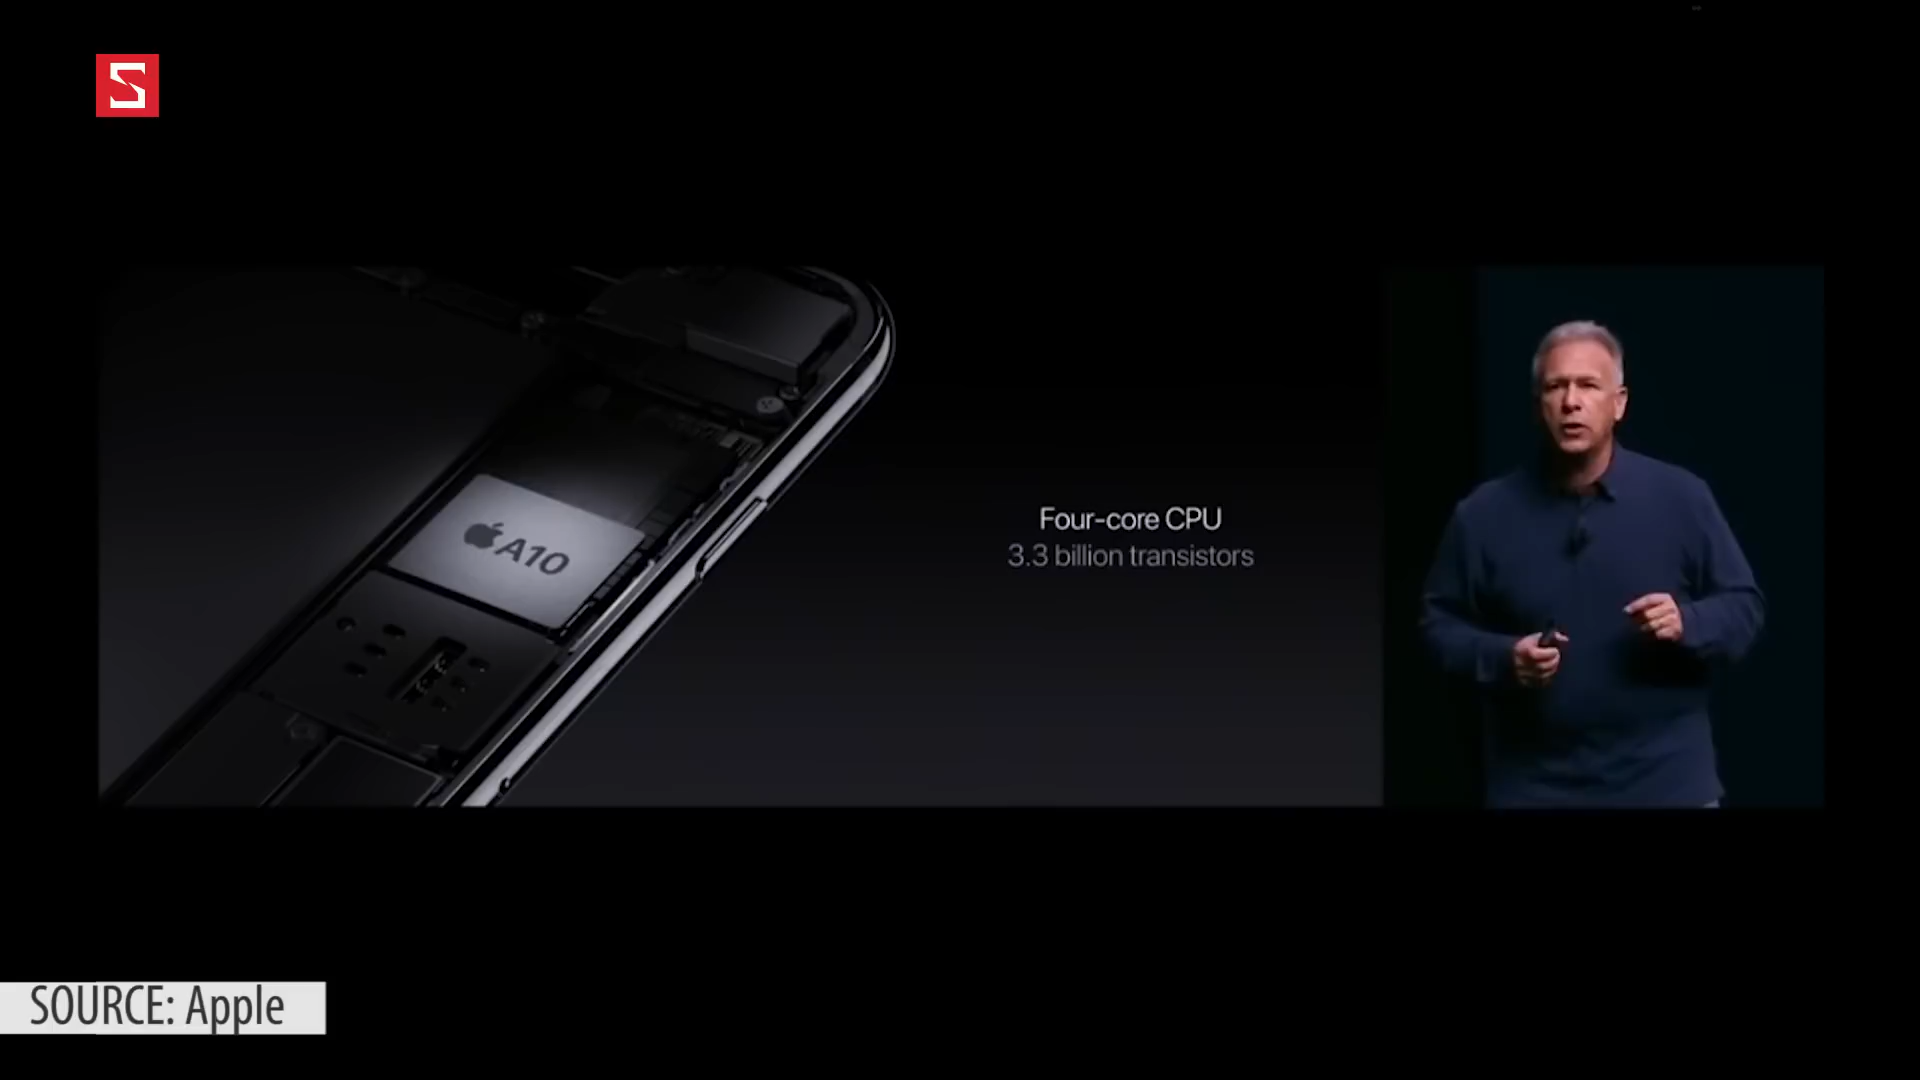 S
A10
Four-core CPU
3.3 billion transistors
SOURCE: Apple